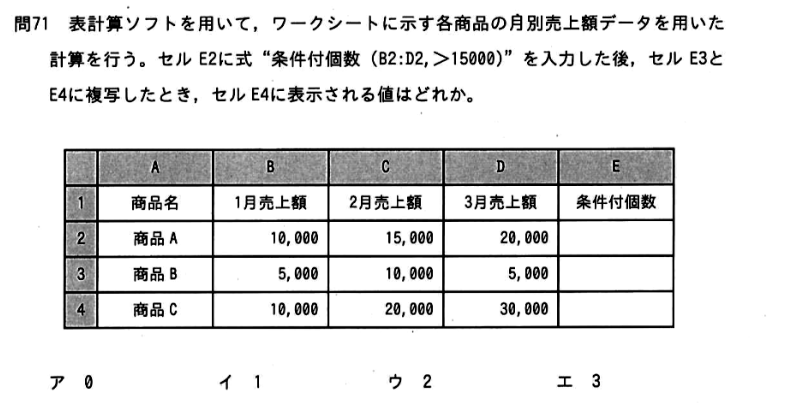 問71　表計算ソフトを用いて，ワークシートに示す各商品の月別売上額データを用いた
計算を行う。セル E2に式“条件付個数（B2:D2,＞15000）”を入力した後，セル E3と
E4に複写したとき，セル E4に表示される値はどれか。
A B C D E
1 商品名 1月売上額 2月売上額 3月売上額 条件付個数
2 商品 A 10,000 15,000 20,000
3 商品 B 5,000 10,000 5,000
4 商品 C 10,000 20,000 30,000
ア 0 イ 1 ウ 2 エ 3